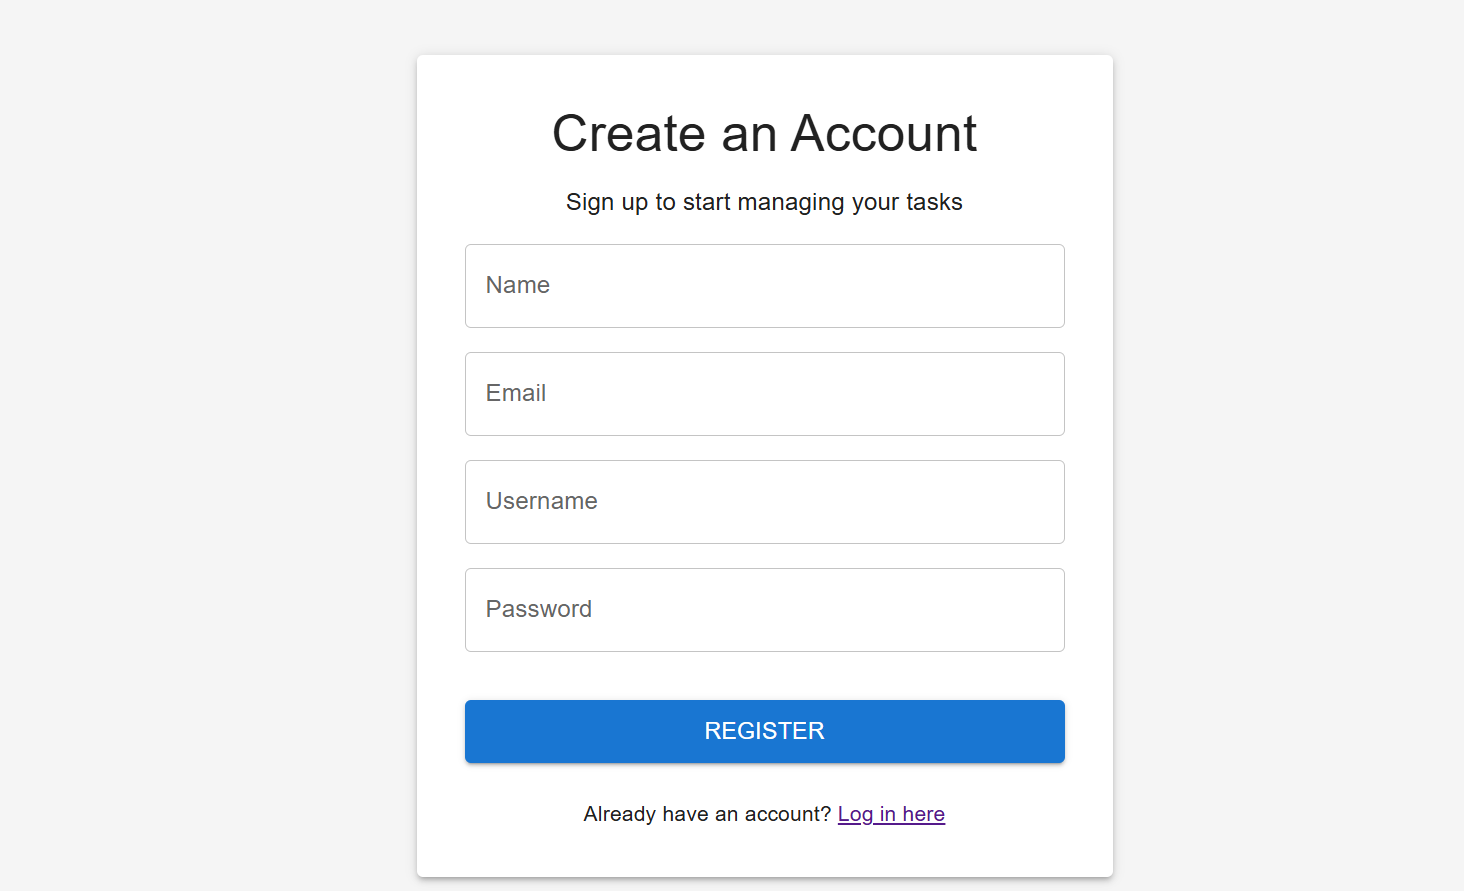 Create an Account
Sign up to start managing your tasks
Name
Email
Username
Password
REGISTER
Already have an account? Log in here